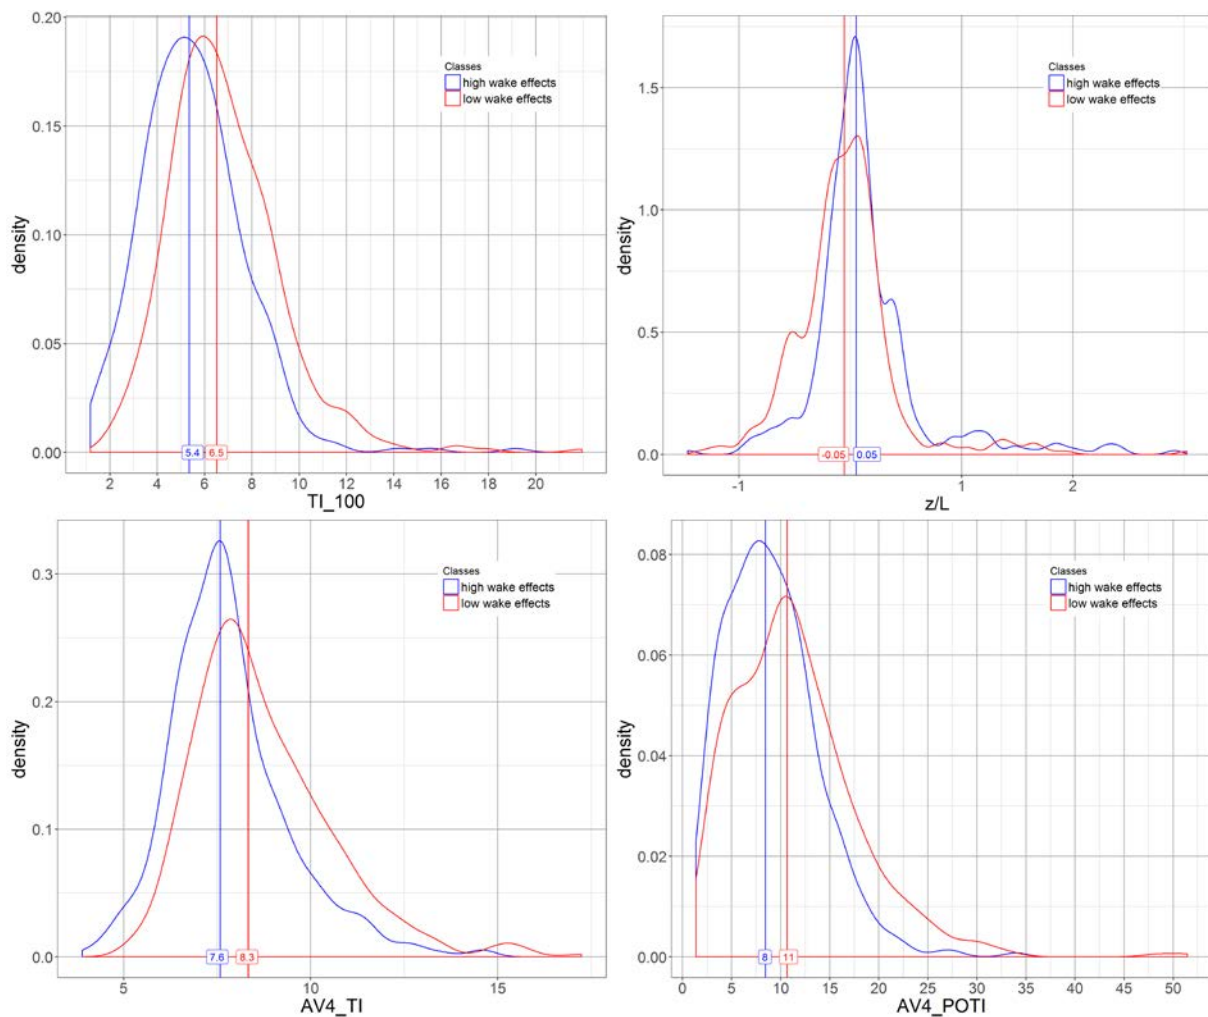 0.20
0.15
0.10
0.05
0.00
density
Classes
high wake effects
low wake effects
5.4
6.5
2
4
6
8
10
12
14
16
18
20
TI_100
1.5
1.0
0.5
0.0
density
Classes
high wake effects
low wake effects
-0.05
0.05
-1
1
2
z/L
0.3
0.2
0.1
0.0
density
Classes
high wake effects
low wake effects
7.6
8.3
5
10
15
AV4_TI
0.08
0.06
0.04
0.02
0.00
density
Classes
high wake effects
low wake effects
8
11
0
5
10
15
20
25
30
35
40
45
50
AV4_POTI